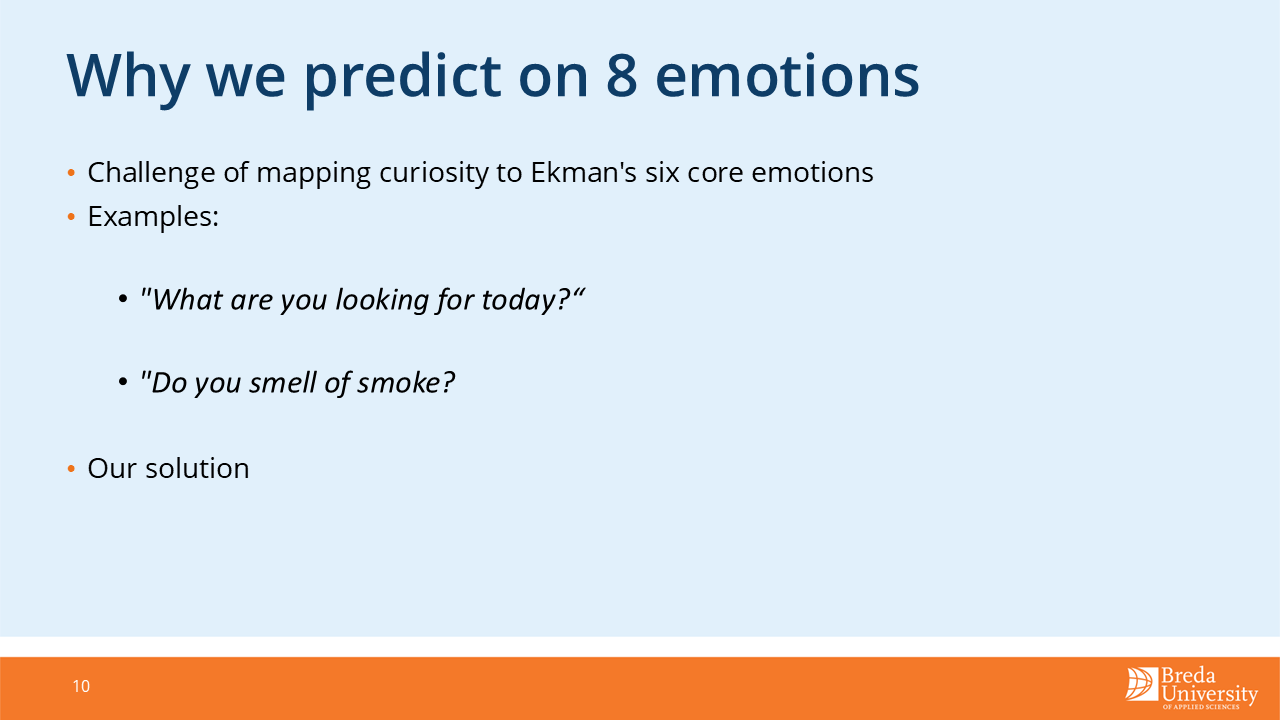 Why we predict on 8 emotions
• Challenge of mapping curiosity to Ekman's six core emotions
• Examples:
• "What are you looking for today?“
• "Do you smell of smoke?
• Our solution
10
Breda
University
OF APPLIED SCIENCES